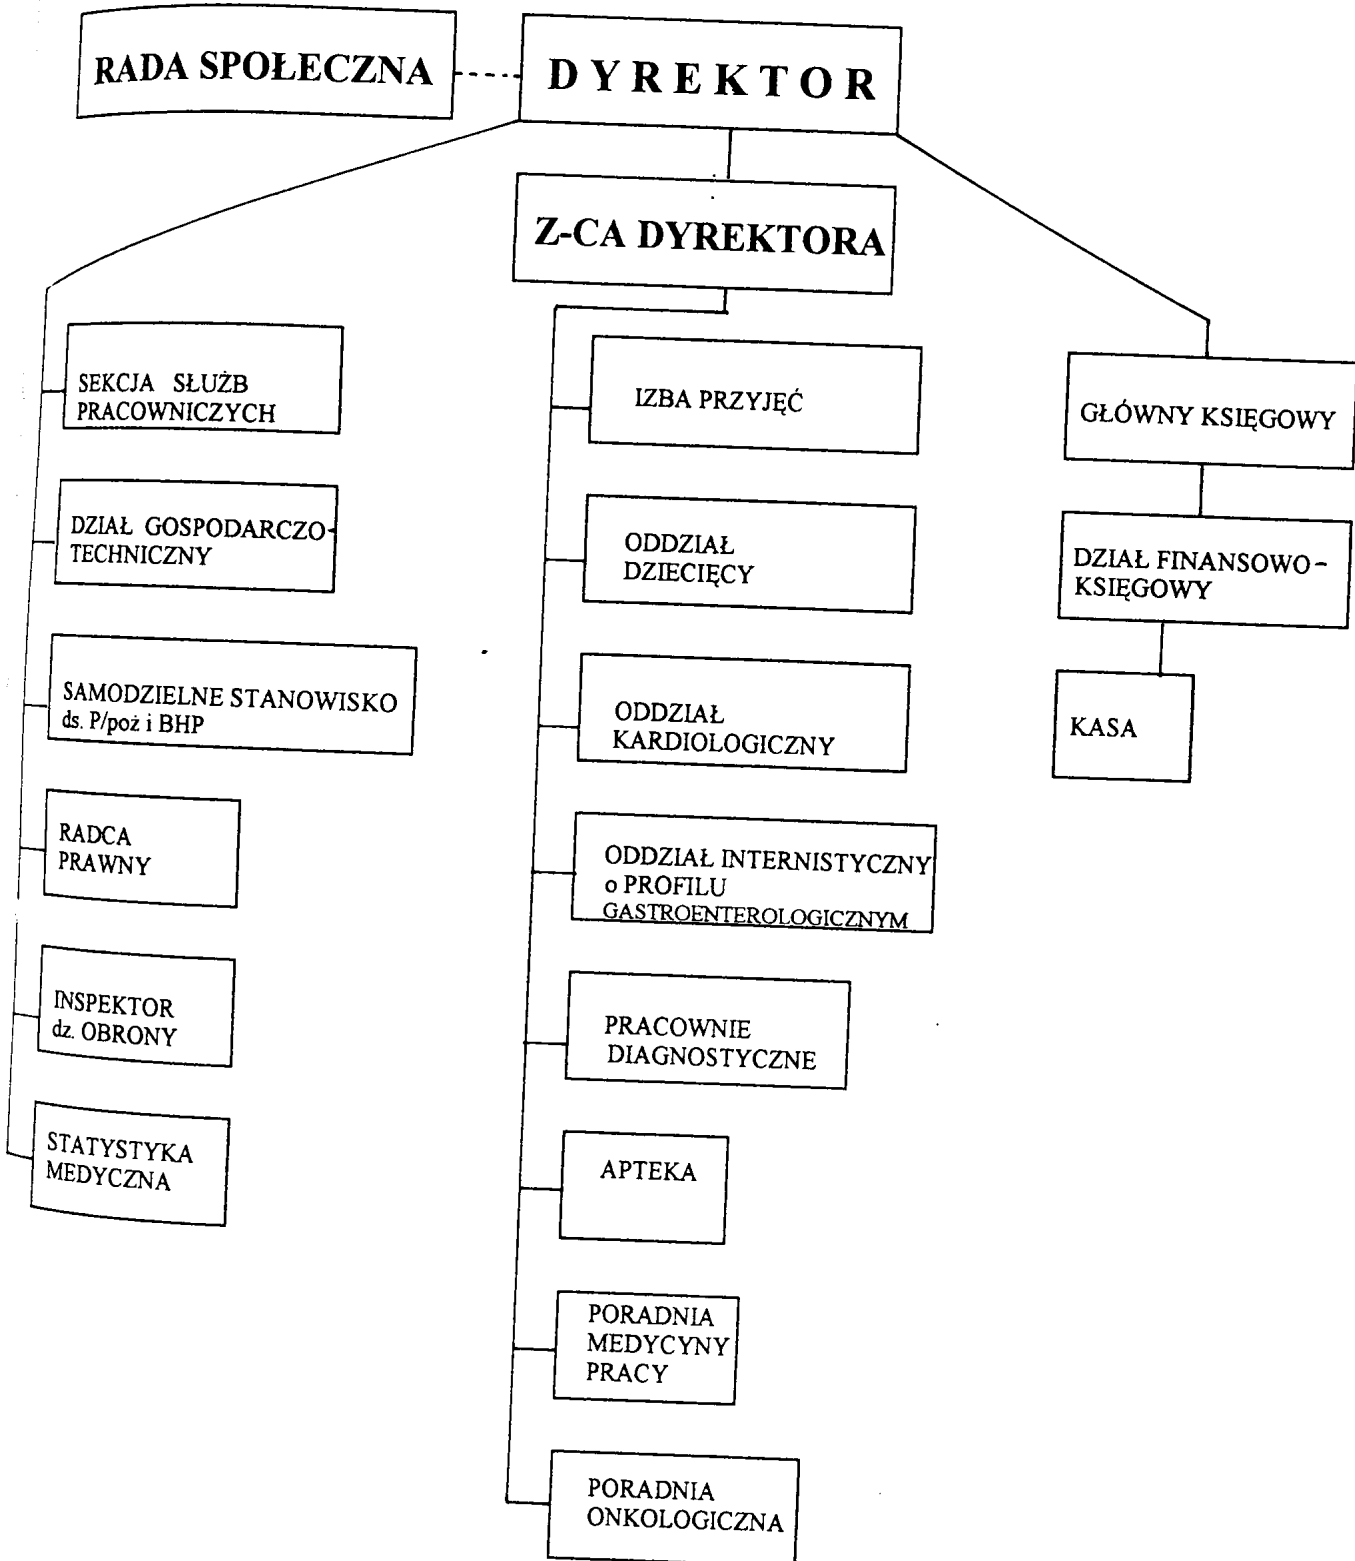 RADA SPOŁECZNA
D Y R E K T O R
Z-CA DYREKTORA
SEKCJA SŁUŻB
PRACOWNICZYCH
DZIAŁ GOSPODARCZO-
TECHNICZNY
SAMODZIELNE STANOWISKO
ds. P/poż i BHP
RADCA
PRAWNY
INSPEKTOR
dz. OBRONY
STATYSTYKA
MEDYCZNA
IZBA PRZYJĘĆ
ODDZIAŁ
DZIECIĘCY
ODDZIAŁ
KARDIOLOGICZNY
ODDZIAŁ INTERNISTYCZNY
o PROFILU
GASTROENTEROLOGICZNYM
PRACOWNIE
DIAGNOSTYCZNE
APTEKA
PORADNIA
MEDYCYNY
PRACY
PORADNIA
ONKOLOGICZNA
GŁÓWNY KSIĘGOWY
DZIAŁ FINANSOWO-
KSIĘGOWY
KASA